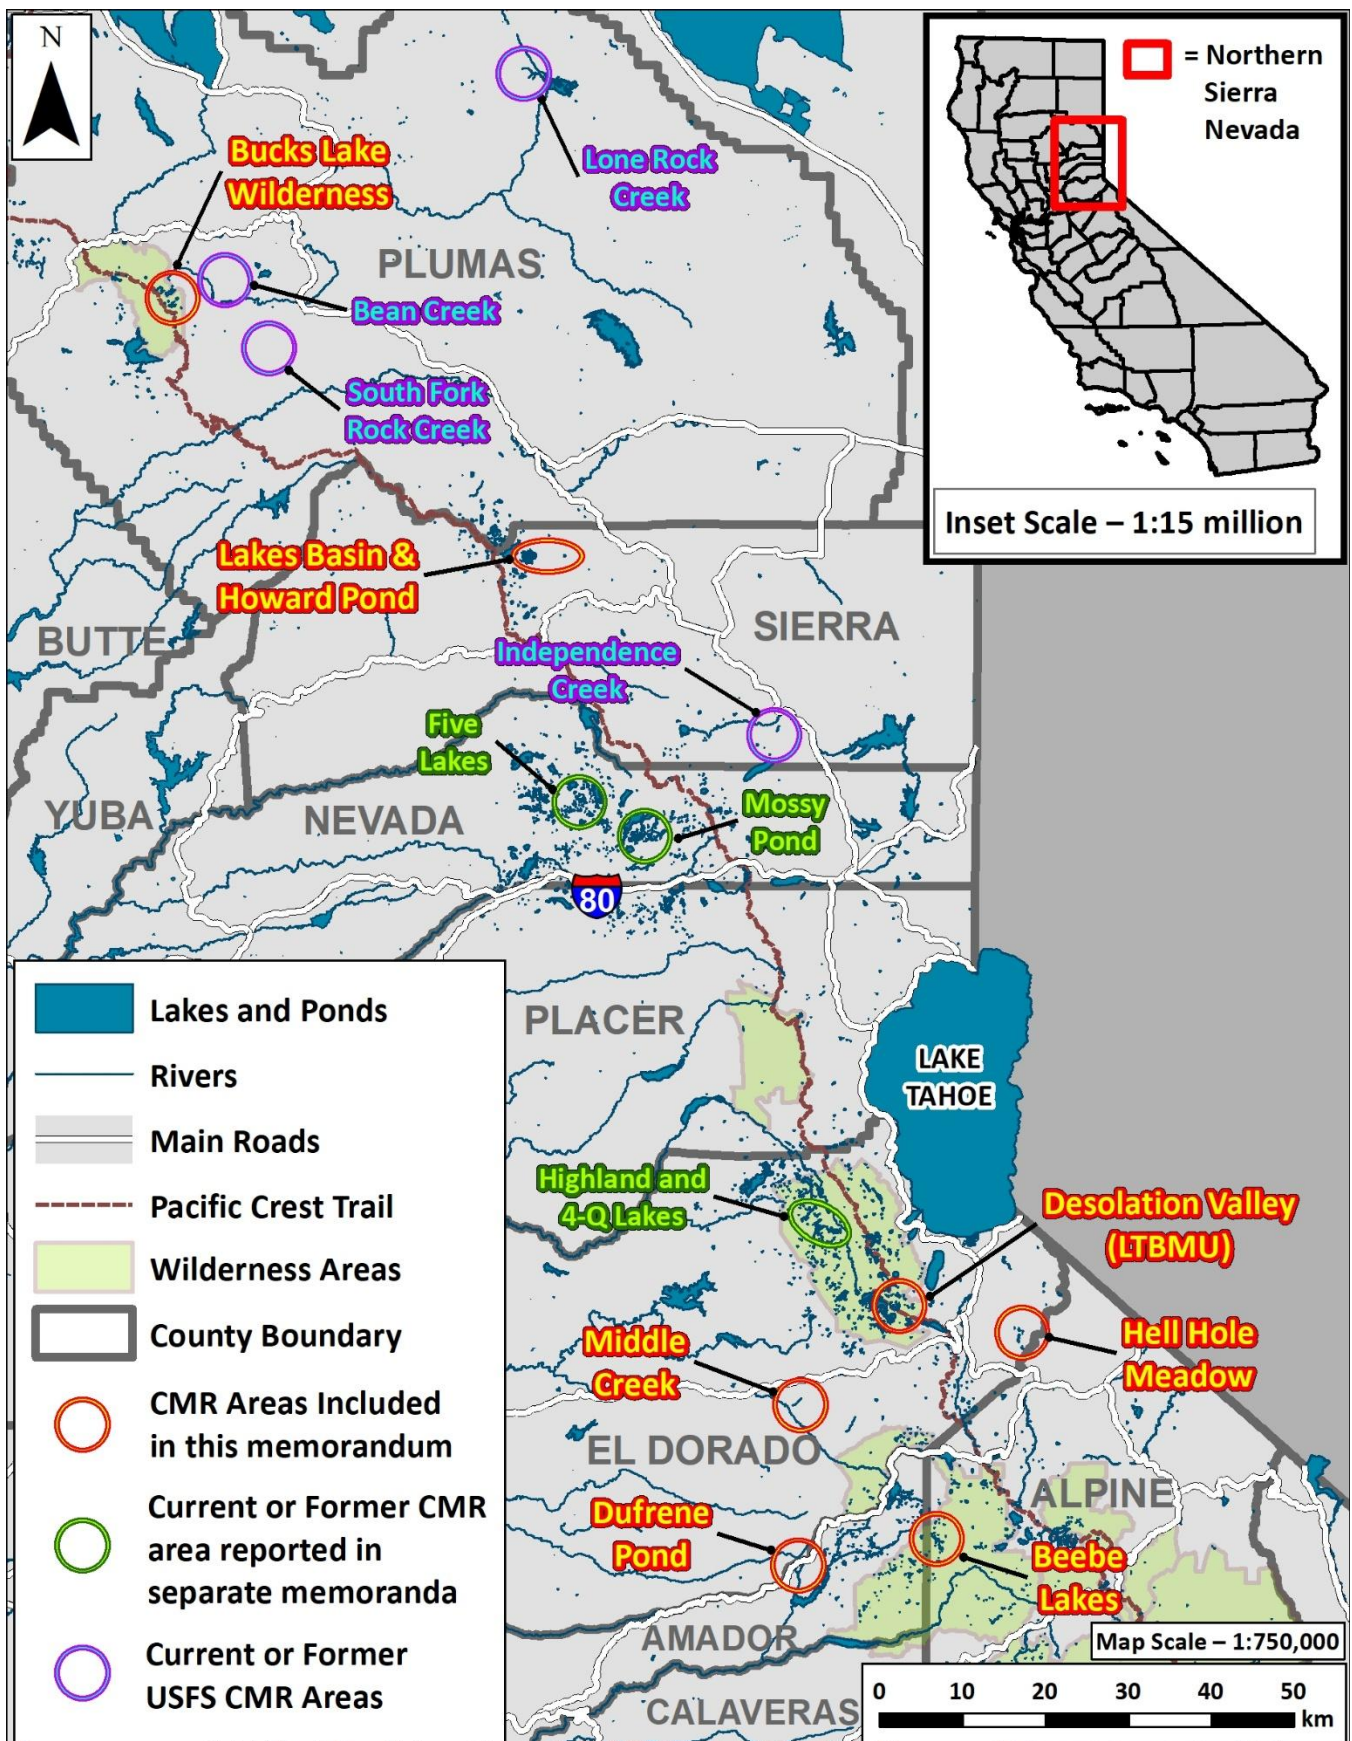 N
= Northern
Sierra
Nevada
Inset Scale – 1:15 million
Bucks Lake
Wilderness
Lone Rock
Creek
PLUMAS
Bean Creek
South Fork
Rock Creek
Lakes Basin &
Howard Pond
BUTTE
SIERRA
Independence
Creek
Five
Lakes
YUBA
NEVADA
Mossy
Pond
80
PLACER
LAKE
TAHOE
Highland and
4-Q Lakes
Desolation Valley
(LTBMU)
Middle
Creek
Hell Hole
Meadow
EL DORADO
ALPINE
Dufrene
Pond
Beebe
Lakes
AMADOR
CALAVERAS
Lakes and Ponds
Rivers
Main Roads
Pacific Crest Trail
Wilderness Areas
County Boundary
CMR Areas Included
in this memorandum
Current or Former CMR
area reported in
separate memoranda
Current or Former
USFS CMR Areas
Map Scale – 1:750,000
0 10 20 30 40 50
km